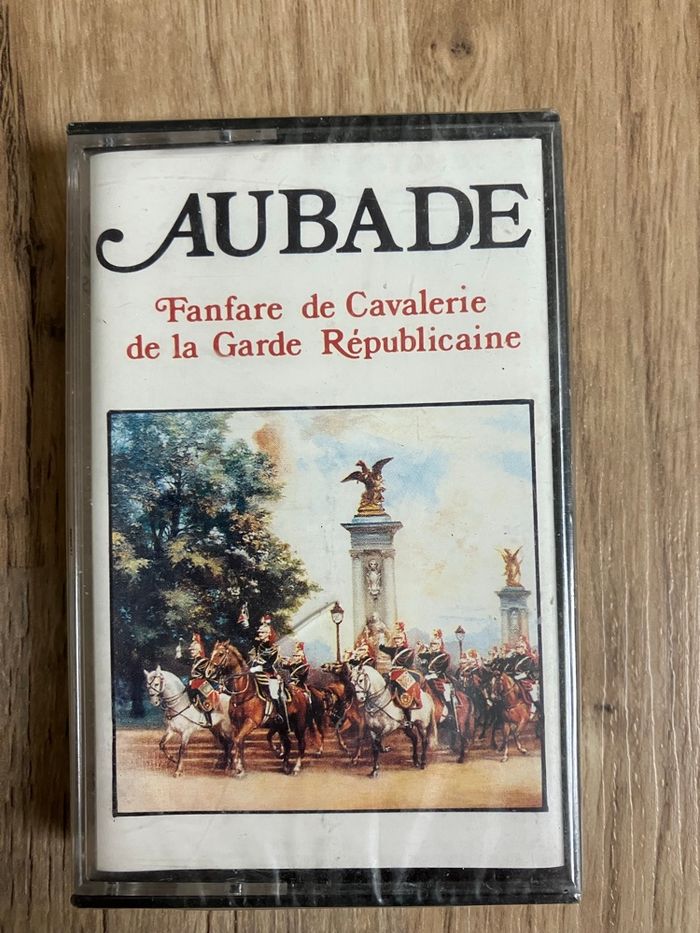 AUBADE
Fanfare de Cavalerie
de la Garde Républicaine